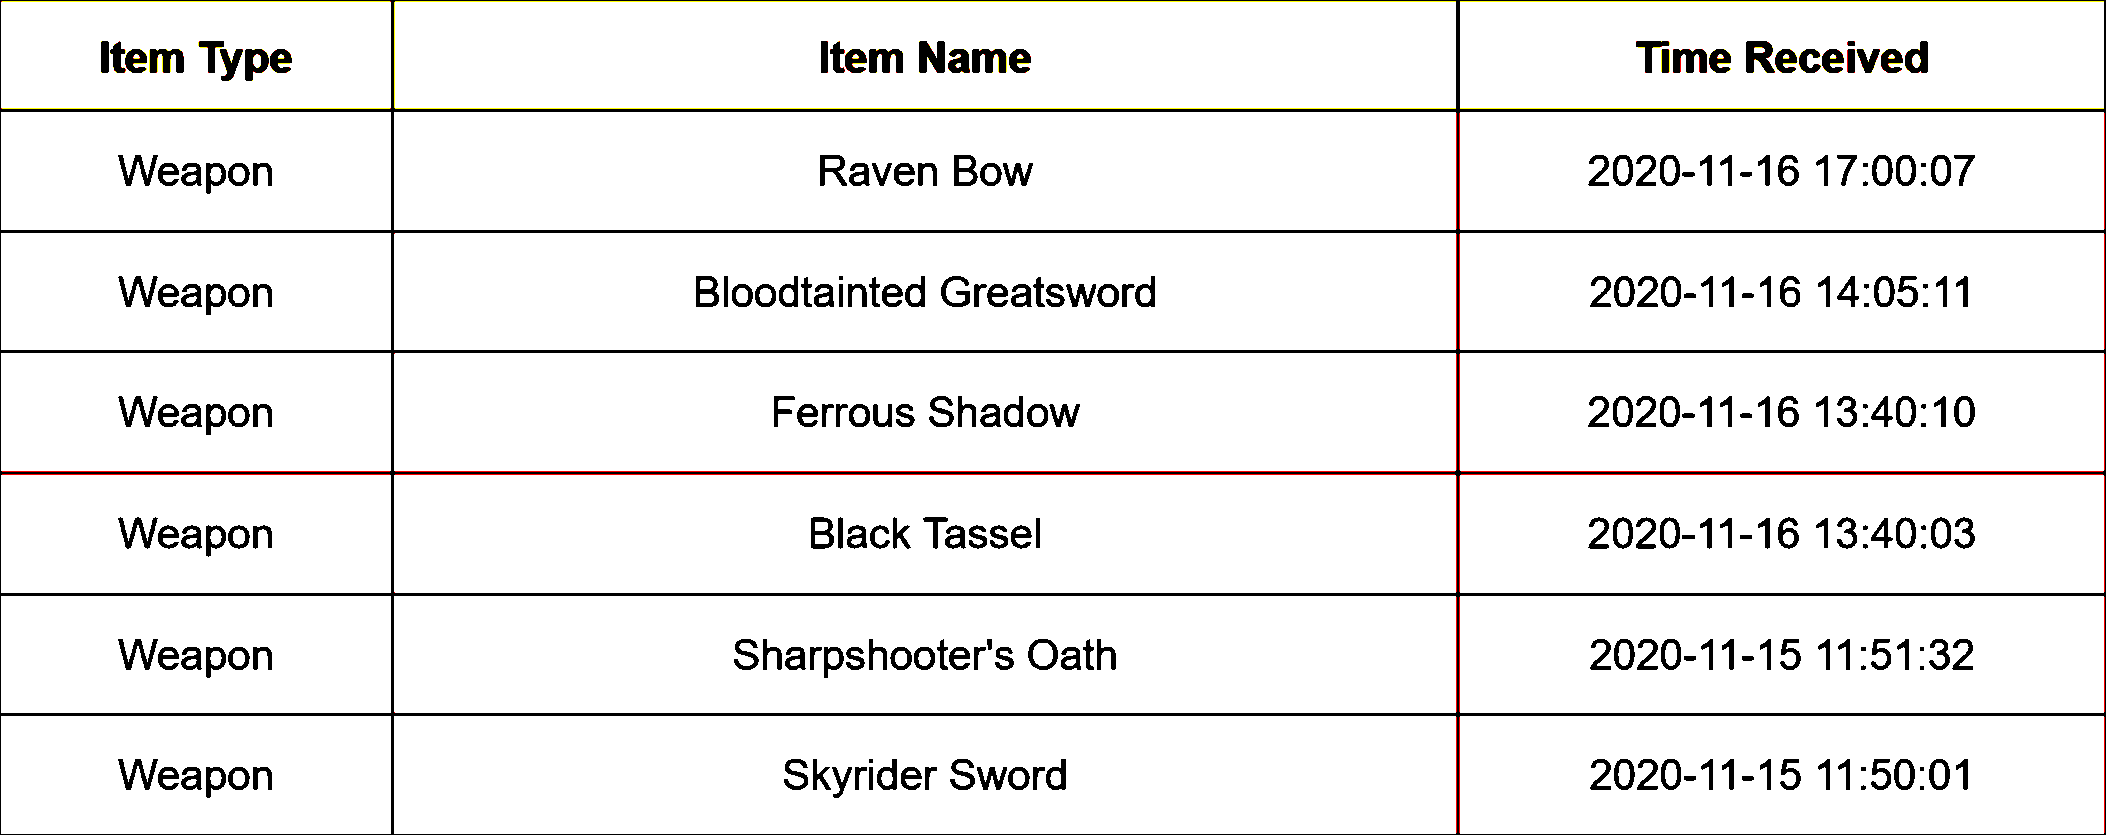 Item Type Item Name Time Received
Weapon Raven Bow 2020-11-16 17:00:07
Weapon Bloodtainted Greatsword 2020-11-16 14:05:11
Weapon Ferrous Shadow 2020-11-16 13:40:10
Weapon Black Tassel 2020-11-16 13:40:03
Weapon Sharpshooter's Oath 2020-11-15 11:51:32
Weapon Skyrider Sword 2020-11-15 11:50:01